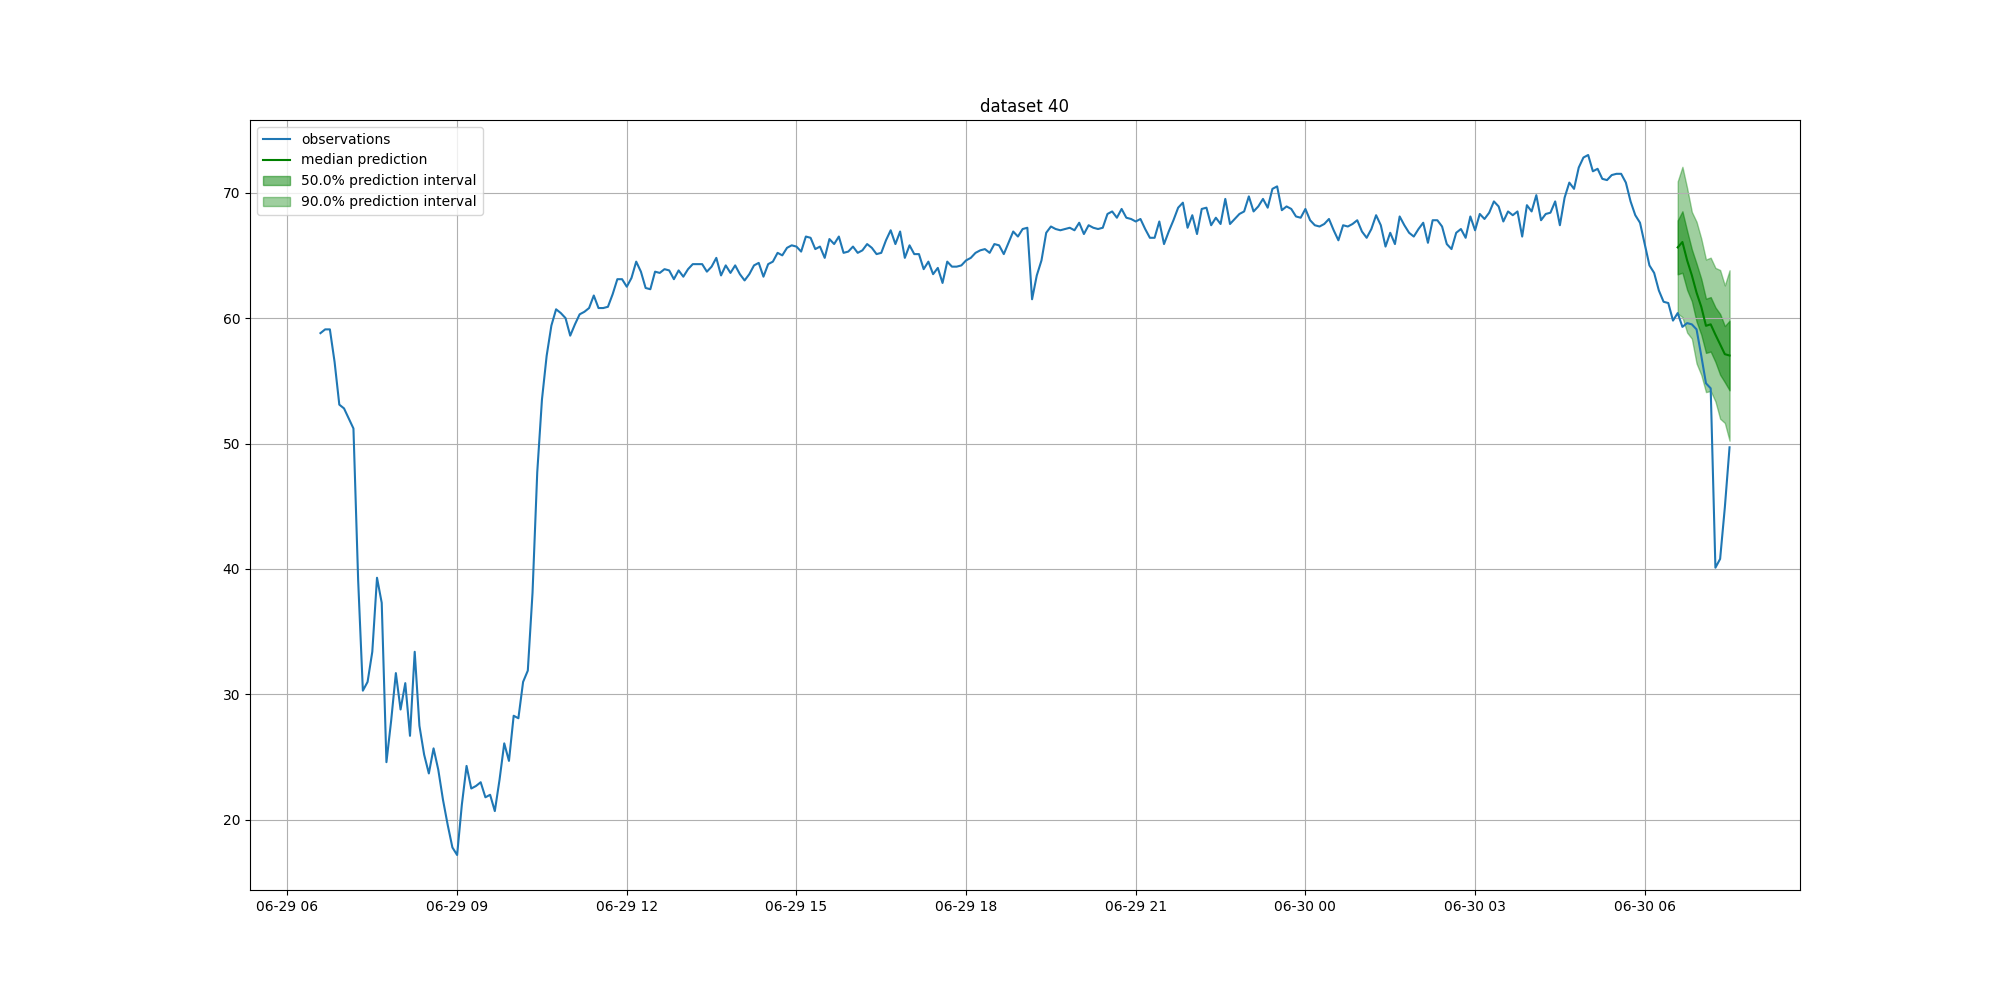 dataset 40
observations
median prediction
50.0% prediction interval
90.0% prediction interval
70
60
50
40
30
20
06-29 06 06-29 09 06-29 12 06-29 15 06-29 18 06-29 21 06-30 00 06-30 03 06-30 06